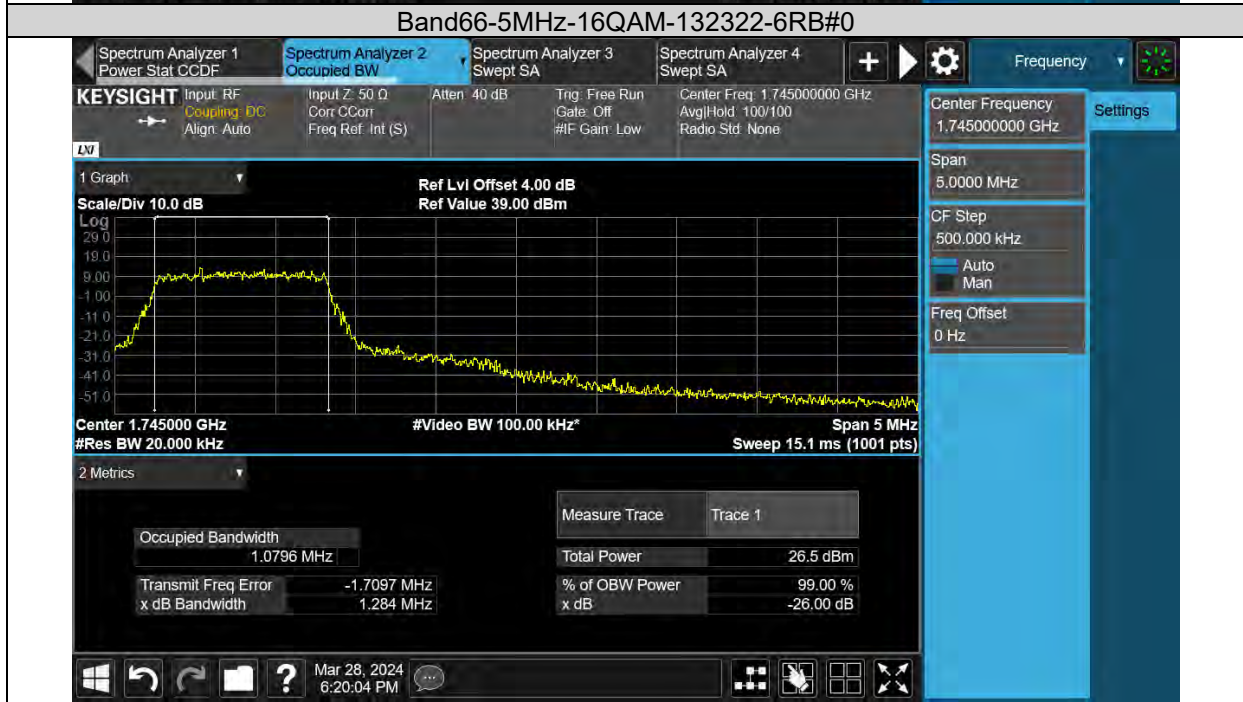 Band66-5MHz-16QAM-132322-6RB#0
Spectrum Analyzer 1
Power Stat CCDF
Spectrum Analyzer 2
Occupied BW
Spectrum Analyzer 3
Swept SA
Spectrum Analyzer 4
Swept SA
+
Frequency
KEYSIGHT
Input: RF
Coupling: DC
Align: Auto
Input Z: 50 Ω
Corr CCorr
Freq Ref: Int (S)
Atten: 40 dB
Trig: Free Run
Gate: Off
#IF Gain: Low
Center Freq: 1.745000000 GHz
Avg|Hold: 100/100
Radio Std: None
LXI
Center Frequency
1.745000000 GHz
Settings
Span
5.0000 MHz
CF Step
500.000 kHz
Auto
Man
Freq Offset
0 Hz
1 Graph
Scale/Div 10.0 dB
Ref Lvl Offset 4.00 dB
Ref Value 39.00 dBm
Log
29.0
19.0
9.00
-1.00
-11.0
-21.0
-31.0
-41.0
-51.0
Center 1.745000 GHz
#Res BW 20.000 kHz
#Video BW 100.00 kHz*
Span 5 MHz
Sweep 15.1 ms (1001 pts)
2 Metrics
Measure Trace
Trace 1
Occupied Bandwidth
1.0796 MHz
Total Power
26.5 dBm
Transmit Freq Error
-1.7097 MHz
% of OBW Power
99.00 %
x dB Bandwidth
1.284 MHz
x dB
-26.00 dB
?
Mar 28, 2024
6:20:04 PM